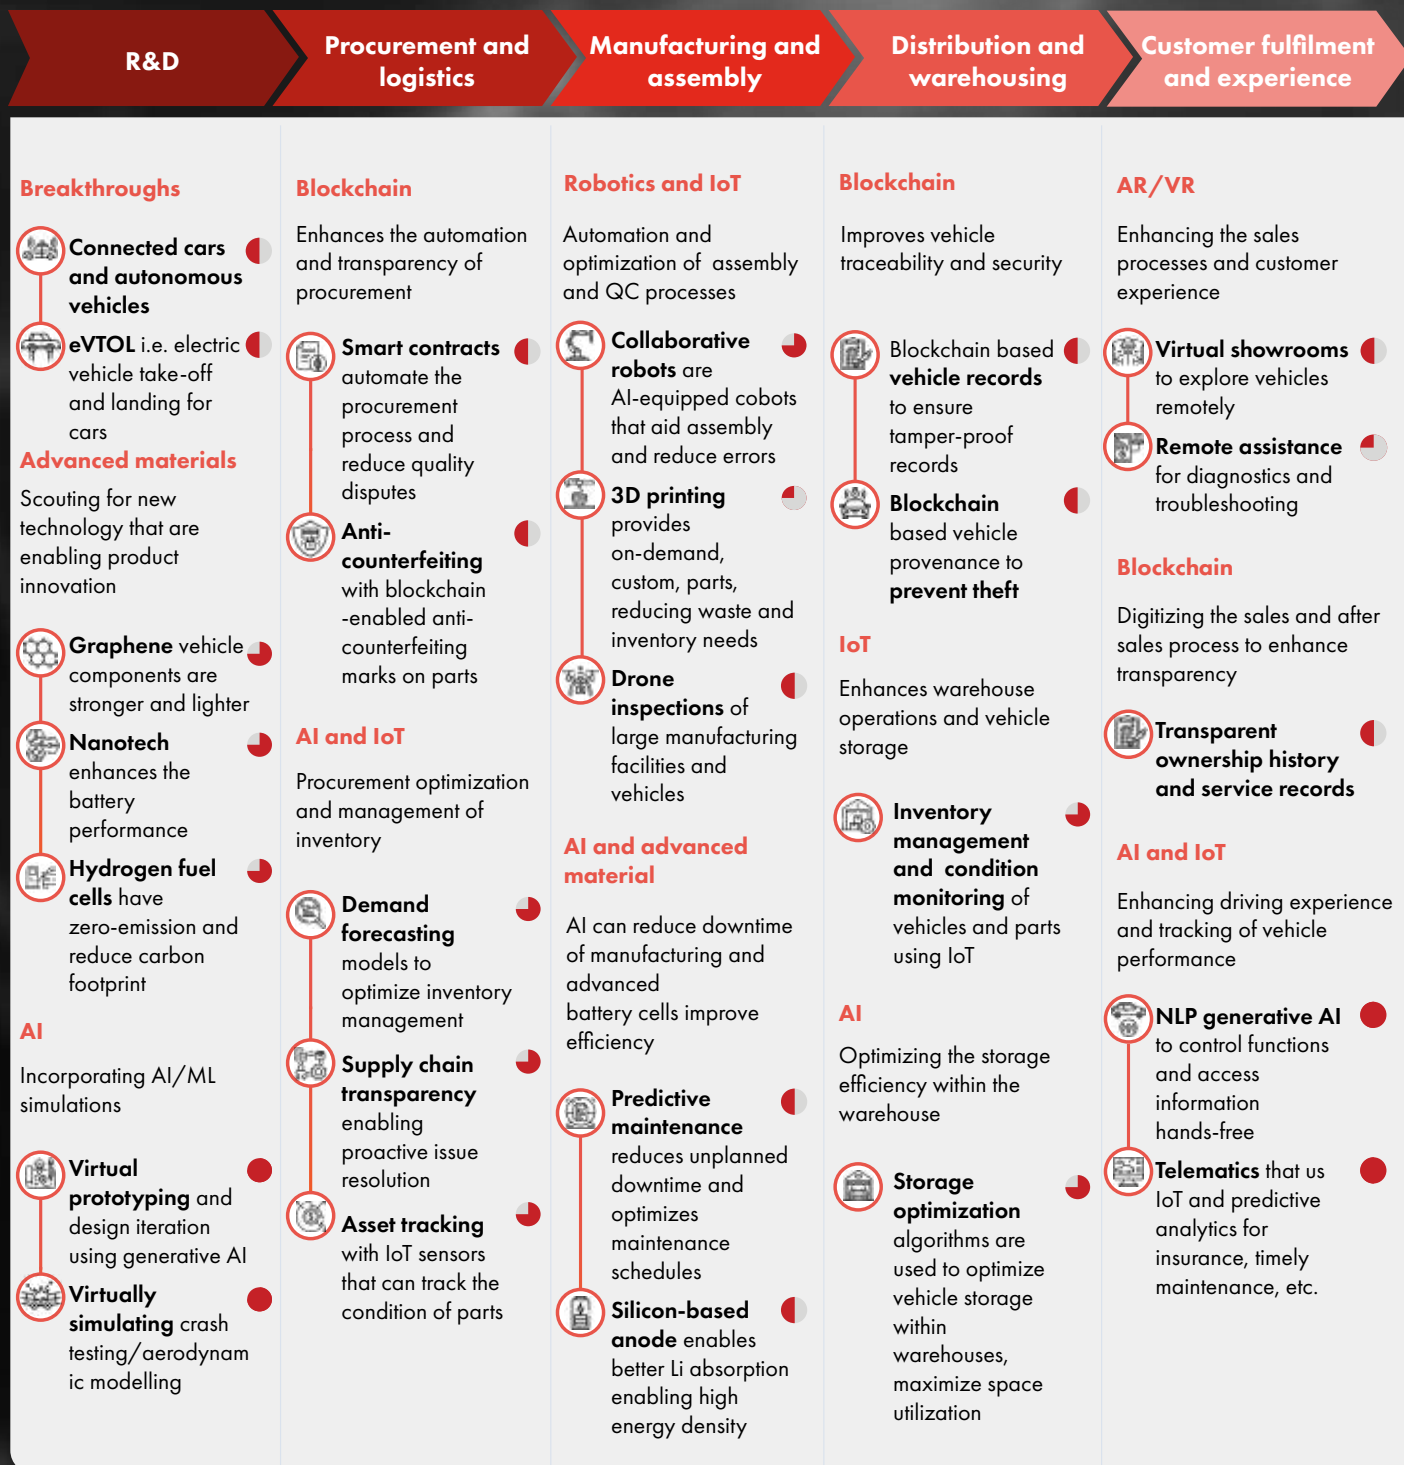 R&D
Procurement and
logistics
Manufacturing and
assembly
Distribution and
warehousing
Customer fulfilment
and experience
Breakthroughs
Connected cars
and autonomous
vehicles
eVTOL i.e. electric
vehicle take-off
and landing for
cars
Advanced materials
Scouting for new
technology that are
enabling product
innovation
Graphene vehicle
components are
stronger and lighter
Nanotech
enhances the
battery
performance
Hydrogen fuel
cells have
zero-emission and
reduce carbon
footprint
AI
Incorporating AI/ML
simulations
Virtual
prototyping and
design iteration
using generative AI
Virtually
simulating crash
testing/aerodynam
ic modelling
Blockchain
Enhances the automation
and transparency of
procurement
Smart contracts
automate the
procurement
process and
reduce quality
disputes
Anti-
counterfeiting
with blockchain
-enabled anti-
counterfeiting
marks on parts
AI and IoT
Procurement optimization
and management of
inventory
Demand
forecasting
models to
optimize inventory
management
Supply chain
transparency
enabling
proactive issue
resolution
Asset tracking
with IoT sensors
that can track the
condition of parts
Robotics and IoT
Automation and
optimization of assembly
and QC processes
Collaborative
robots are
AI-equipped cobots
that aid assembly
and reduce errors
3D printing
provides
on-demand,
custom, parts,
reducing waste and
inventory needs
Drone
inspections of
large manufacturing
facilities and
vehicles
AI and advanced
material
AI can reduce downtime
of manufacturing and
advanced
battery cells improve
efficiency
Predictive
maintenance
reduces unplanned
downtime and
optimizes
maintenance
schedules
Silicon-based
anode enables
better Li absorption
enabling high
energy density
Blockchain
Improves vehicle
traceability and security
Blockchain based
vehicle records
to ensure
tamper-proof
records
Blockchain
based vehicle
provenance to
prevent theft
IoT
Enhances warehouse
operations and vehicle
storage
Inventory
management
and condition
monitoring of
vehicles and parts
using IoT
AI
Optimizing the storage
efficiency within the
warehouse
Storage
optimization
algorithms are
used to optimize
vehicle storage
within
warehouses,
maximize space
utilization
AR/VR
Enhancing the sales
processes and customer
experience
Virtual showrooms
to explore vehicles
remotely
Remote assistance
for diagnostics and
troubleshooting
Blockchain
Digitizing the sales and after
sales process to enhance
transparency
Transparent
ownership history
and service records
AI and IoT
Enhancing driving experience
and tracking of vehicle
performance
NLP generative AI
to control functions
and access
information
hands-free
Telematics that us
IoT and predictive
analytics for
insurance, timely
maintenance, etc.